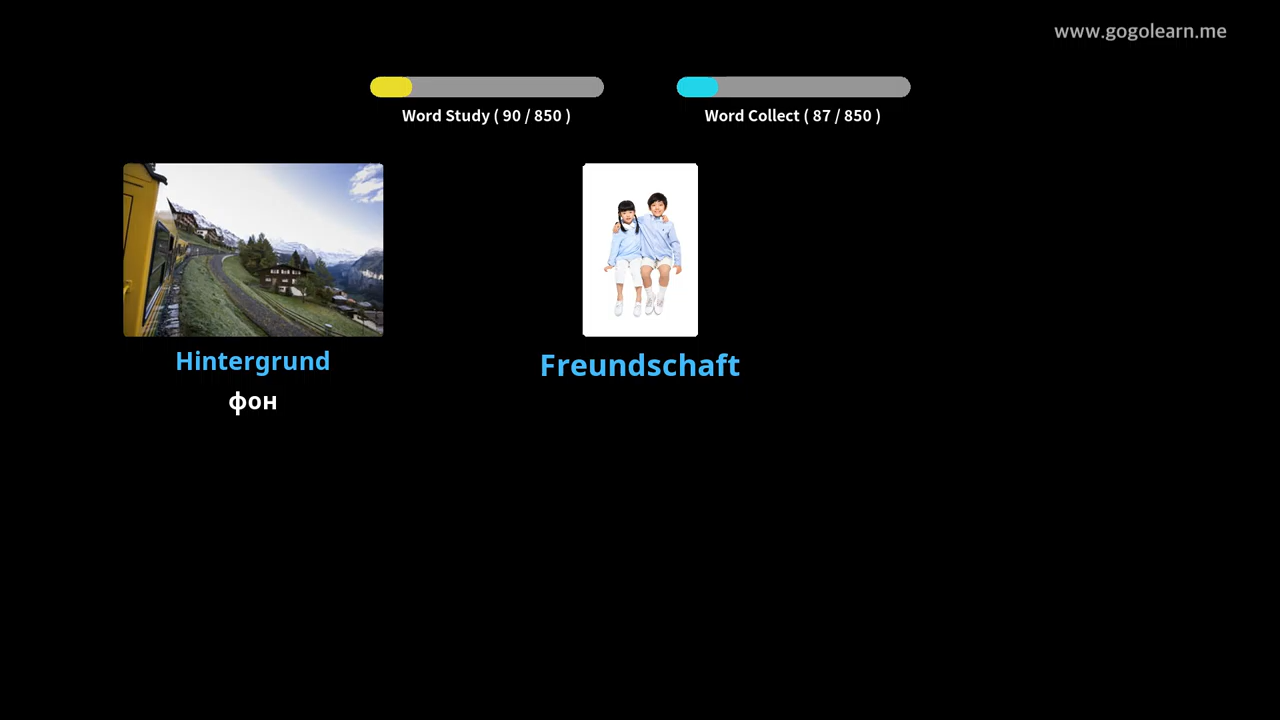 www.gogolearn.me
Word Study ( 90 / 850 )
Word Collect ( 87 / 850 )
Hintergrund
фон
Freundschaft